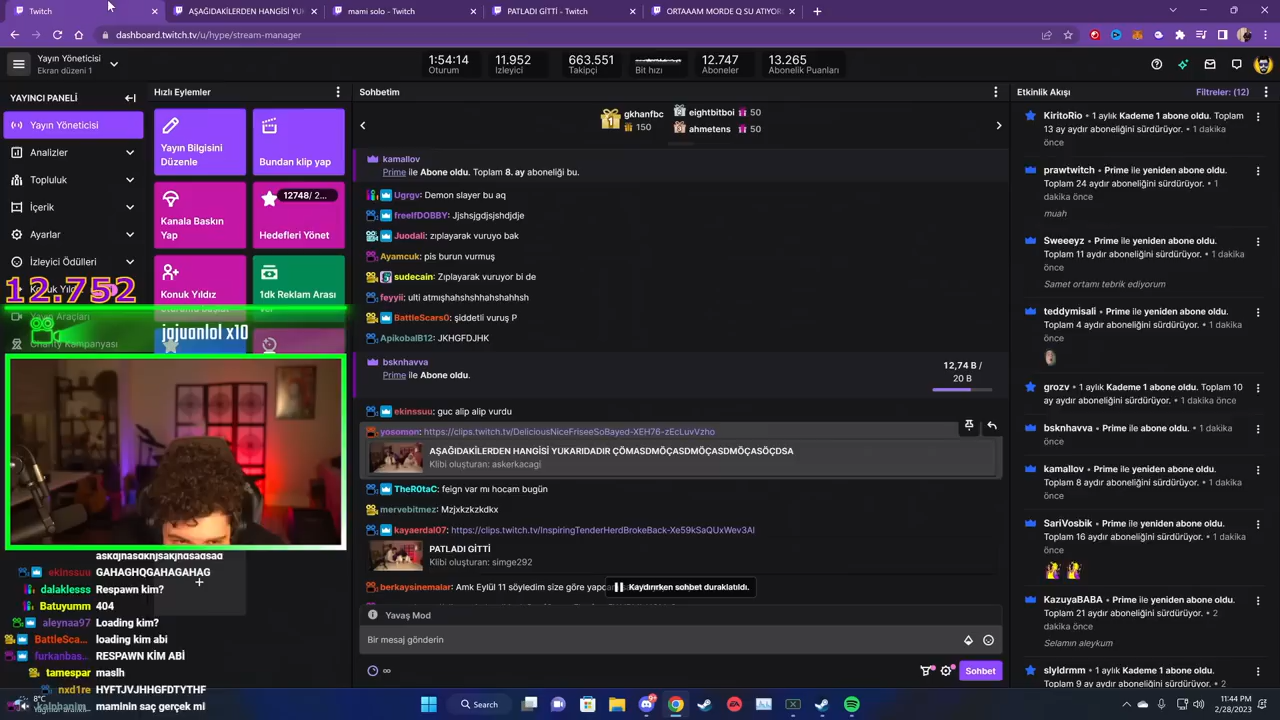 Twitch
AŞAĞIDAKİLERDEN HANGİSİ YUK
mami solo - Twitch
PATLADI GİTTİ - Twitch
ORTAAAM MORDE Q SU ATIYOR
dashboard.twitch.tv/u/hype/stream-manager
Yayın Yöneticisi
Ekran düzeni 1
1:54:14
Oturum
11.952
İzleyici
663.551
Takipçi
Bit hızı
12.747
Aboneler
13.265
Abonelik Puanları
YAYINCI PANELİ
Yayın Yöneticisi
Analizler
Topluluk
İçerik
Ayarlar
İzleyici Ödülleri
12.752
Yayın Araçları
Charity Kampanyası
jojuanlol x10
Hızlı Eylemler
Yayın Bilgisini
Düzenle
Bundan klip yap
Kanala Baskın
Yap
12748/ 2...
Hedefleri Yönet
Konuk Yıldız
1dk Reklam Arası
Sohbetim
1
gkhanfbc
150
eightbitboi 50
ahmetens 50
kamallov
Prime ile Abone oldu. Toplam 8. ay aboneliği bu.
Ugrgv: Demon slayer bu aq
freelfDOBBY: Jjshsjgdjsjshdjdje
Juodali: zıplayarak vuruyo bak
Ayamcuk: pis burun vurmuş
sudecain: Zıplayarak vuruyor bi de
feyyii: ulti atmışhahshshhahshahhsh
BattleScars0: şiddetli vuruş P
ApikobalB12: JKHGFDJHK
bsknhavva
Prime ile Abone oldu.
12,74 B /
20 B
ekinssuu: guc alip alip vurdu
yosomon: https://clips.twitch.tv/DeliciousNiceFriseeSoBayed-XEH76-zEcLuvVzho
AŞAĞIDAKİLERDEN HANGİSİ YUKARIDADIR ÇÖMASDMÖÇASDMÖÇASDMÖÇASÖÇDSA
Klibi oluşturan: askerkacagi
TheR0taC: feign var mı hocam bugün
mervebitmez: Mzjxkzkzkdkx
kayaerdal07: https://clips.twitch.tv/InspiringTenderHerdBrokeBack-Xe59kSaQUxWev3Al
PATLADI GİTTİ
Klibi oluşturan: simge292
berkaysinemalar: Amk Eylül 11 söyledim size göre yapca
Kaydırırken sohbet duraklatıldı.
Yavaş Mod
Bir mesaj gönderin
Sohbet
Etkinlik Akışı
Filtreler: (12)
KiritoRio • 1 aylık Kademe 1 abone oldu. Toplam
13 ay aydır aboneliğini sürdürüyor. • 1 dakika
önce
prawtwitch • Prime ile yeniden abone oldu.
Toplam 24 aydır aboneliğini sürdürüyor. • 1
dakika önce
muah
Sweeeyz • Prime ile yeniden abone oldu.
Toplam 11 aydır aboneliğini sürdürüyor. • 1
dakika önce
Samet ortamı tebrik ediyorum
teddymisali • Prime ile yeniden abone oldu.
Toplam 4 aydır aboneliğini sürdürüyor. • 1
dakika önce
grozv • 1 aylık Kademe 1 abone oldu. Toplam 10
ay aydır aboneliğini sürdürüyor. • 1 dakika önce
bsknhavva • Prime ile abone oldu. • 1 dakika
önce
kamallov • Prime ile yeniden abone oldu.
Toplam 8 aydır aboneliğini sürdürüyor. • 1 dakika
önce
SariVosbik • Prime ile yeniden abone oldu.
Toplam 16 aydır aboneliğini sürdürüyor. • 1
dakika önce
KazuyaBABA • Prime ile yeniden abone oldu.
Toplam 21 aydır aboneliğini sürdürüyor. • 2
dakika önce
Selamın aleykum
slyldrmm • 1 aylık Kademe 1 abone oldu.
Toplam 9 ay aydır aboneliğini sürdürüyor. • 2
askdjnasdknjsakjndsadsad
ekinssuu GAHAGHQGAHAGAHAG
dalaklesss Respawn kim?
Batuyumm 404
aleynaa97 Loading kim?
BattleSca... loading kim abi
furkanbas... RESPAWN KİM ABİ
tamespar maslh
nxd1re HYFTJVJHHGFDTYTHF
maminin saç gerçek mi
8°C
Search
11:44 PM
2/28/2023